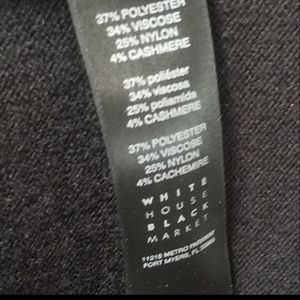 37% POLYESTER
34% VISCOSE
25% NYLON
4% CASHMERE
37% poliéster
34% viscosa
25% poliamida
4% CASHMERE
37% POLYESTER
34% VISCOSE
25% NYLON
4% CACHEMIRE
WHITE
HOUSE
BLACK
MARKET
11215 METRO PARKWAY
FORT MYERS, FL